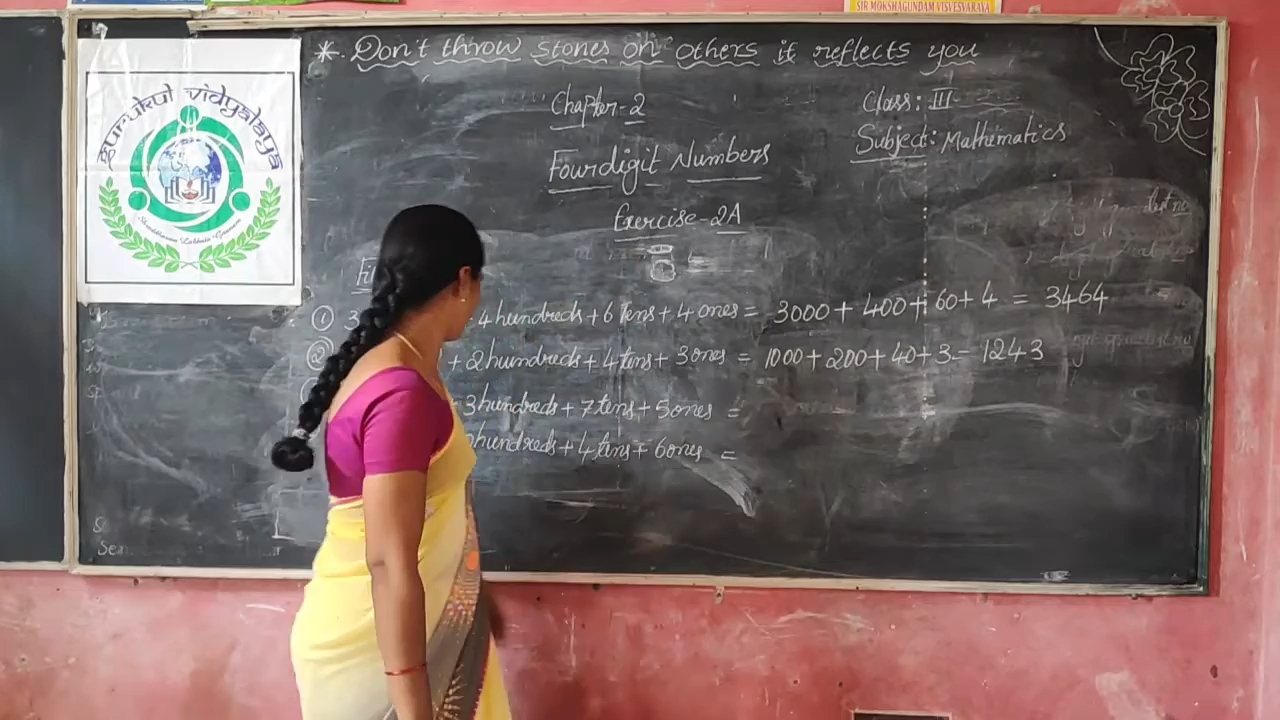 SIR MOKSHAGUNDAM VISVESVARAYA
gurukul vidyalaya
* Don't throw stones on others it reflects you
Chapter-2
Class: III
Subject: Mathematics
Four digit Numbers
Exercise-2A
① 3 4 hundreds + 6 tens + 4 ones = 3000 + 400 + 60 + 4 = 3464
② + 2 hundreds + 4 tens + 3 ones = 1000 + 200 + 40 + 3 = 1243
3 hundreds + 7 tens + 5 ones =
hundreds + 4 tens + 6 ones =